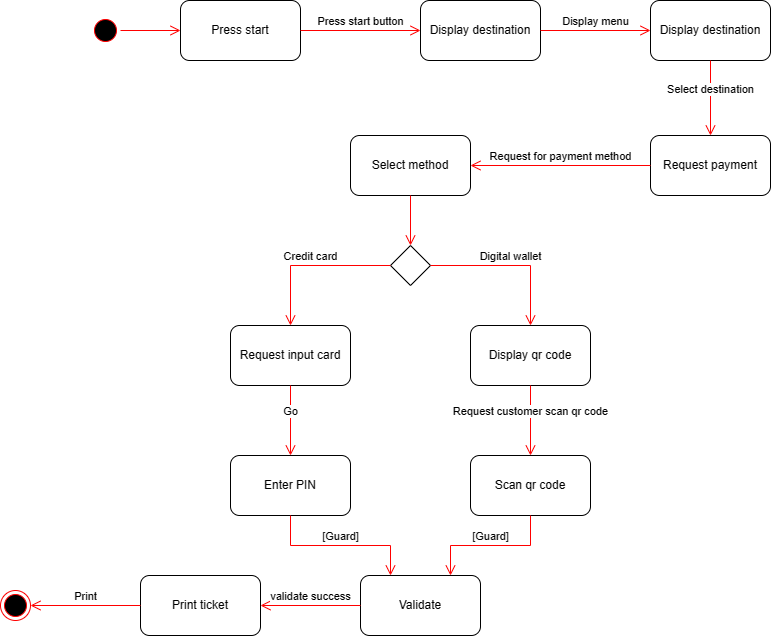 Press start
Press start button
Display destination
Display menu
Display destination
Select destination
Select method
Request for payment method
Request payment
Credit card
Digital wallet
Request input card
Display qr code
Go
Request customer scan qr code
Enter PIN
Scan qr code
[Guard]
[Guard]
Print
Print ticket
validate success
Validate